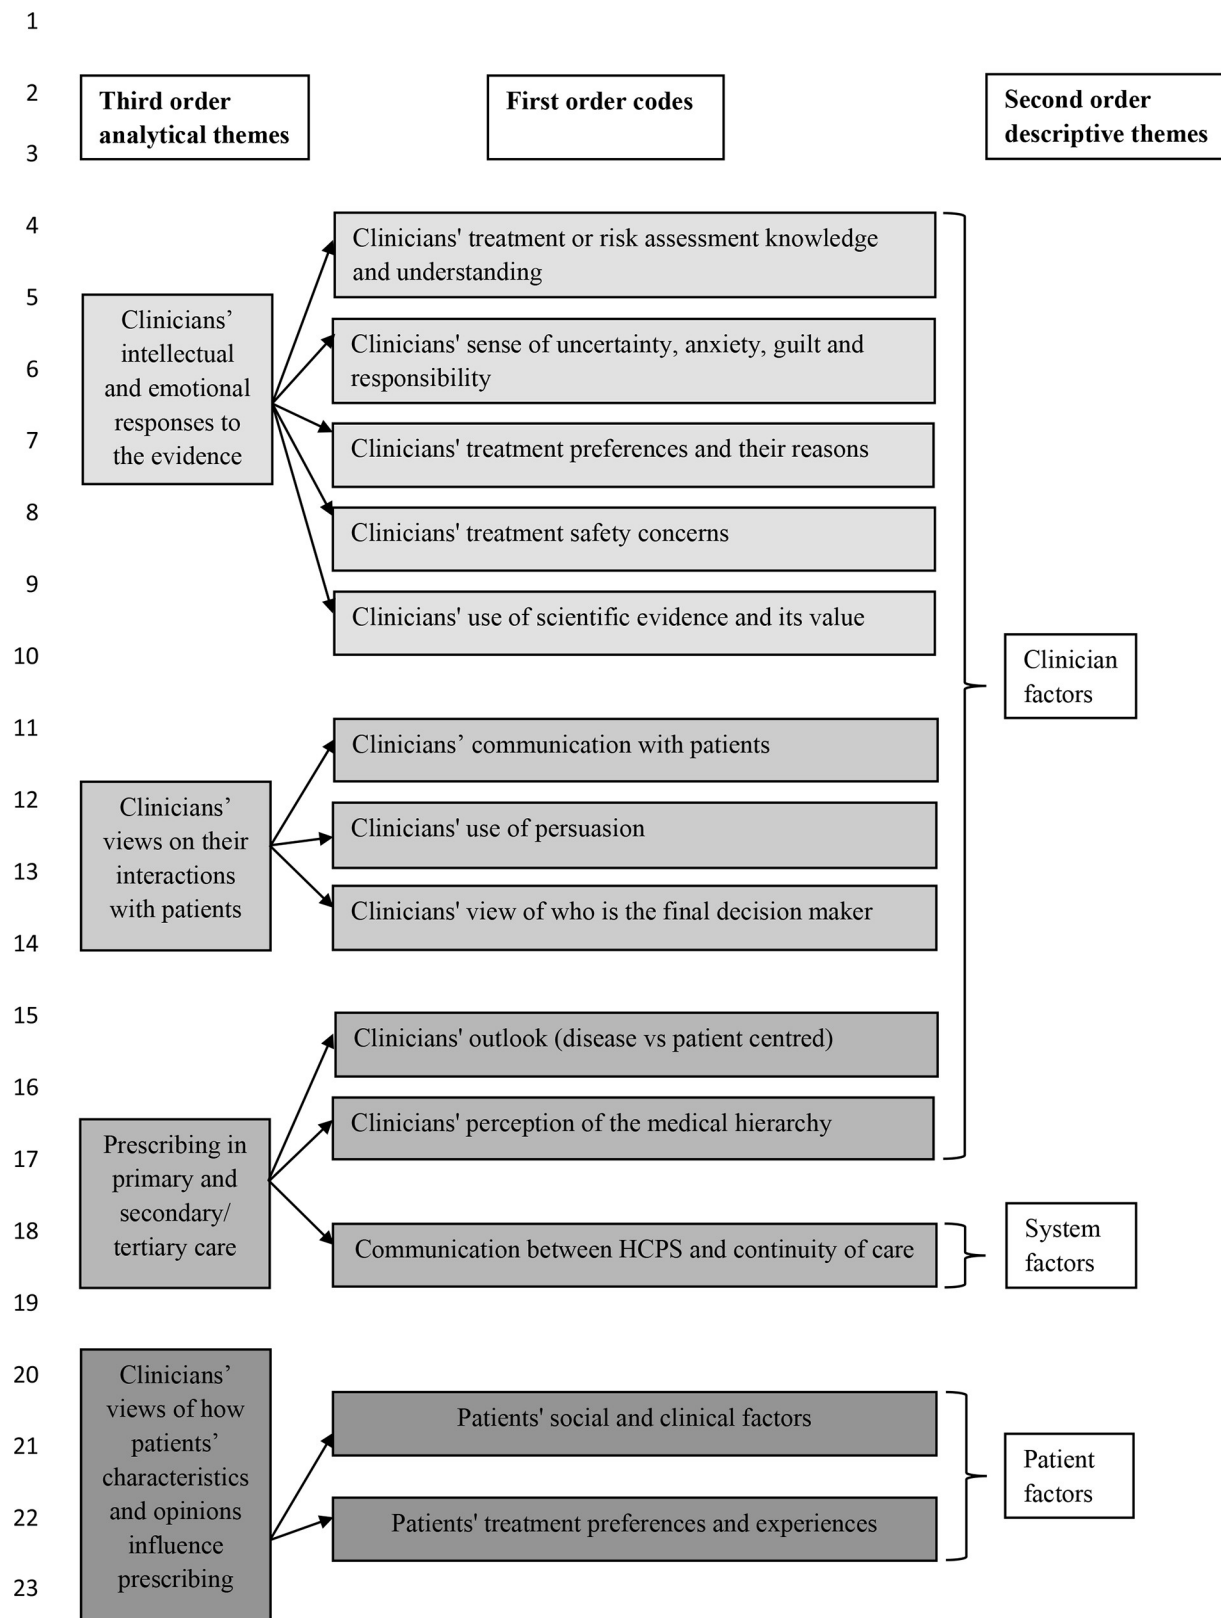 1
2
3
Third order
analytical themes
First order codes
Second order
descriptive themes
4
5
6
7
8
9
10
Clinicians’
intellectual
and emotional
responses to
the evidence
Clinicians' treatment or risk assessment knowledge
and understanding
Clinicians' sense of uncertainty, anxiety, guilt and
responsibility
Clinicians' treatment preferences and their reasons
Clinicians' treatment safety concerns
Clinicians' use of scientific evidence and its value
Clinician
factors
11
12
13
14
Clinicians’
views on their
interactions
with patients
Clinicians’ communication with patients
Clinicians' use of persuasion
Clinicians' view of who is the final decision maker
15
16
17
18
19
Prescribing in
primary and
secondary/
tertiary care
Clinicians' outlook (disease vs patient centred)
Clinicians' perception of the medical hierarchy
Communication between HCPS and continuity of care
System
factors
20
21
22
23
Clinicians’
views of how
patients’
characteristics
and opinions
influence
prescribing
Patients' social and clinical factors
Patients' treatment preferences and experiences
Patient
factors